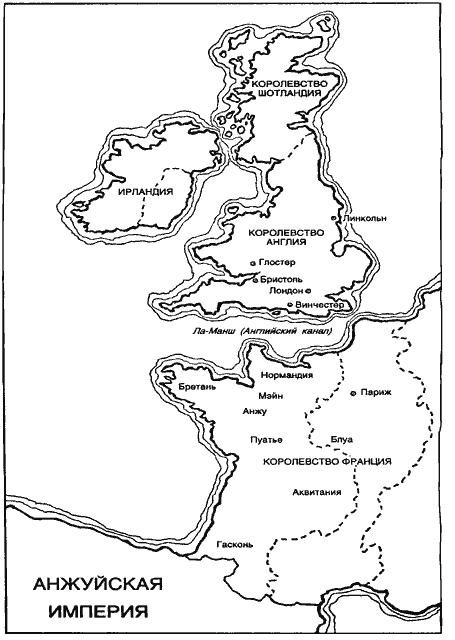 КОРОЛЕВСТВО
ШОТЛАНДИЯ
ИРЛАНДИЯ
Линкольн
КОРОЛЕВСТВО
АНГЛИЯ
Глостер
Бристоль
Лондон
Винчестер
Ла-Манш (Английский канал)
Нормандия
Бретань
Мэйн
Париж
Анжу
Пуатье
Блуа
КОРОЛЕВСТВО ФРАНЦИЯ
Аквитания
Гасконь
АНЖУЙСКАЯ
ИМПЕРИЯ